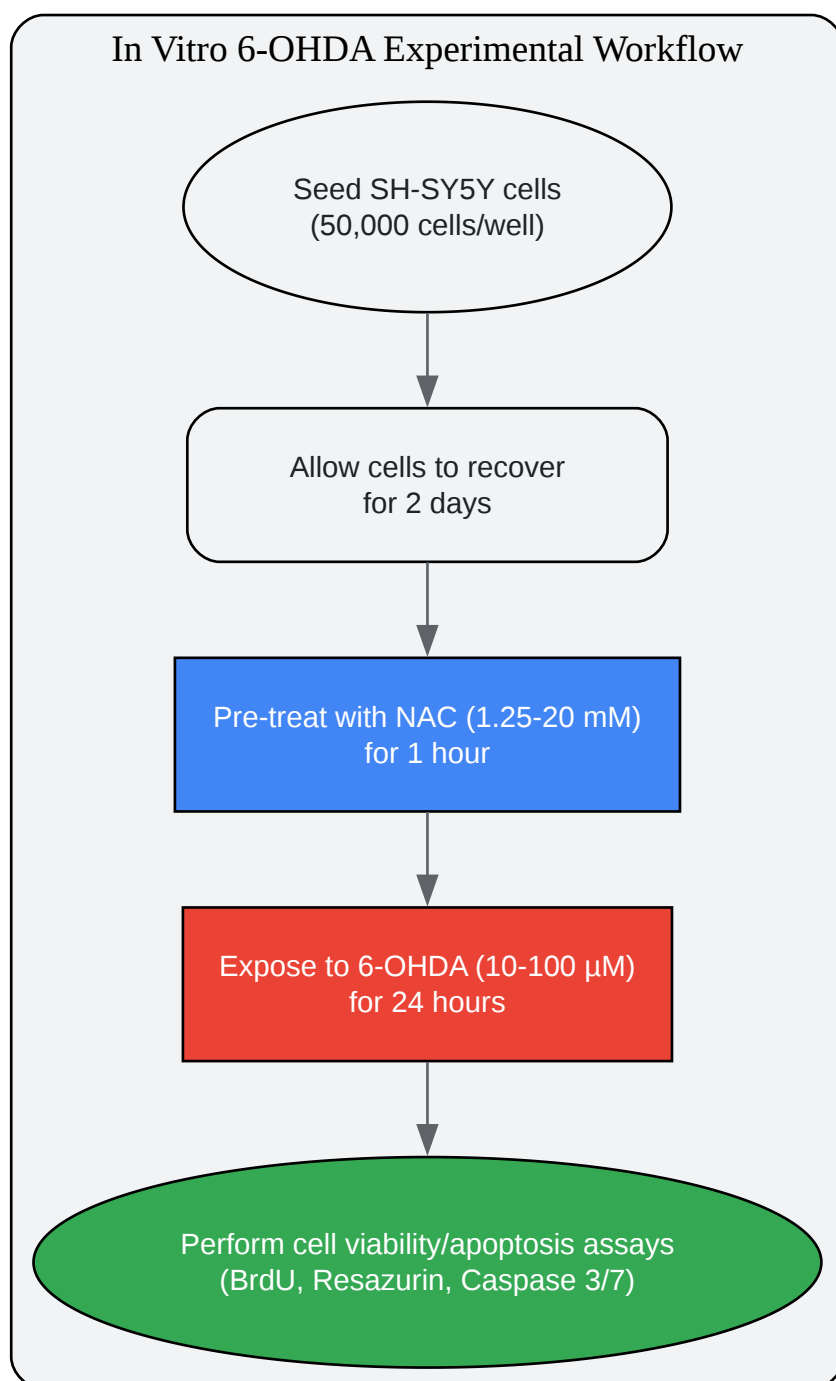 In Vitro 6-OHDA Experimental Workflow
Seed SH-SY5Y cells
(50,000 cells/well)
Allow cells to recover
for 2 days
Pre-treat with NAC (1.25-20 mM)
for 1 hour
Expose to 6-OHDA (10-100 µM)
for 24 hours
Perform cell viability/apoptosis assays
(BrdU, Resazurin, Caspase 3/7)